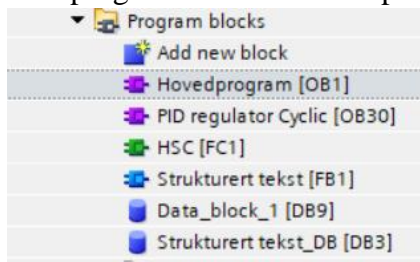 Program blocks
Add new block
Hovedprogram [OB1]
PID regulator Cyclic [OB30]
HSC [FC1]
Strukturert tekst [FB1]
Data_block_1 [DB9]
Strukturert tekst_DB [DB3]